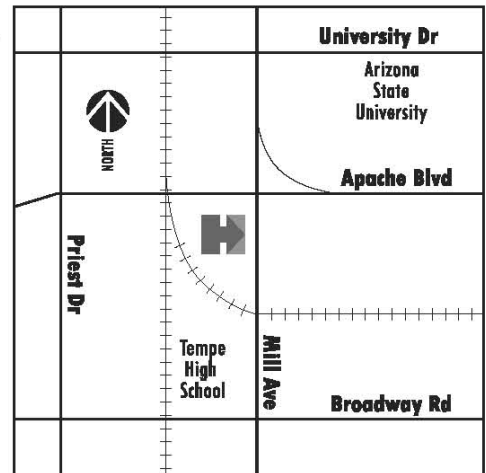 University Dr
Arizona
State
University
NORTH
Apache Blvd
H
Priest Dr
Tempe
High
School
Mill Ave
Broadway Rd